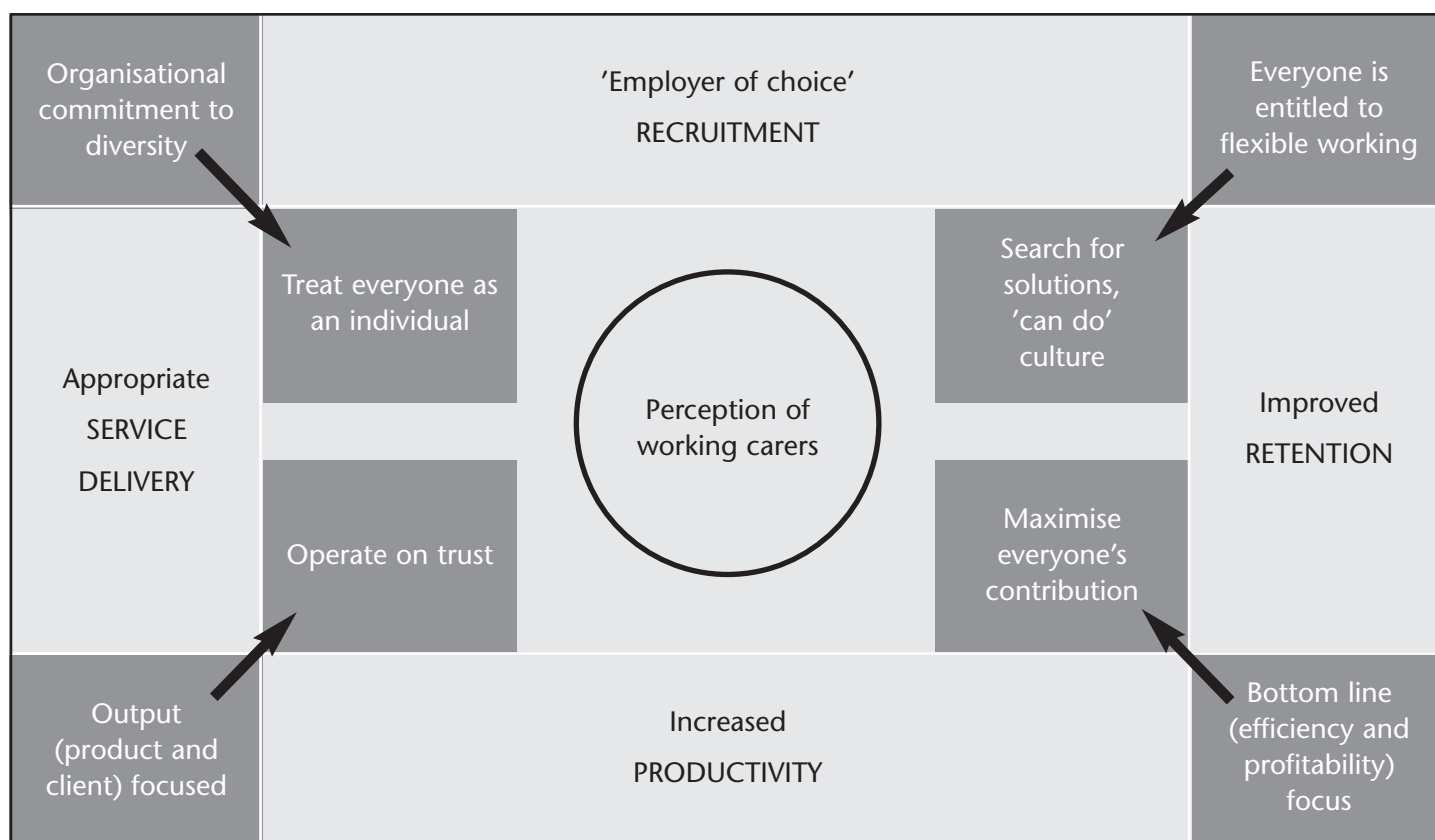 Organisational
commitment to
diversity
'Employer of choice'
RECRUITMENT
Everyone is
entitled to
flexible working
Treat everyone as
an individual
Search for
solutions,
'can do'
culture
Appropriate
SERVICE
DELIVERY
Perception of
working carers
Improved
RETENTION
Operate on trust
Maximise
everyone's
contribution
Output
(product and
client) focused
Increased
PRODUCTIVITY
Bottom line
(efficiency and
profitability)
focus